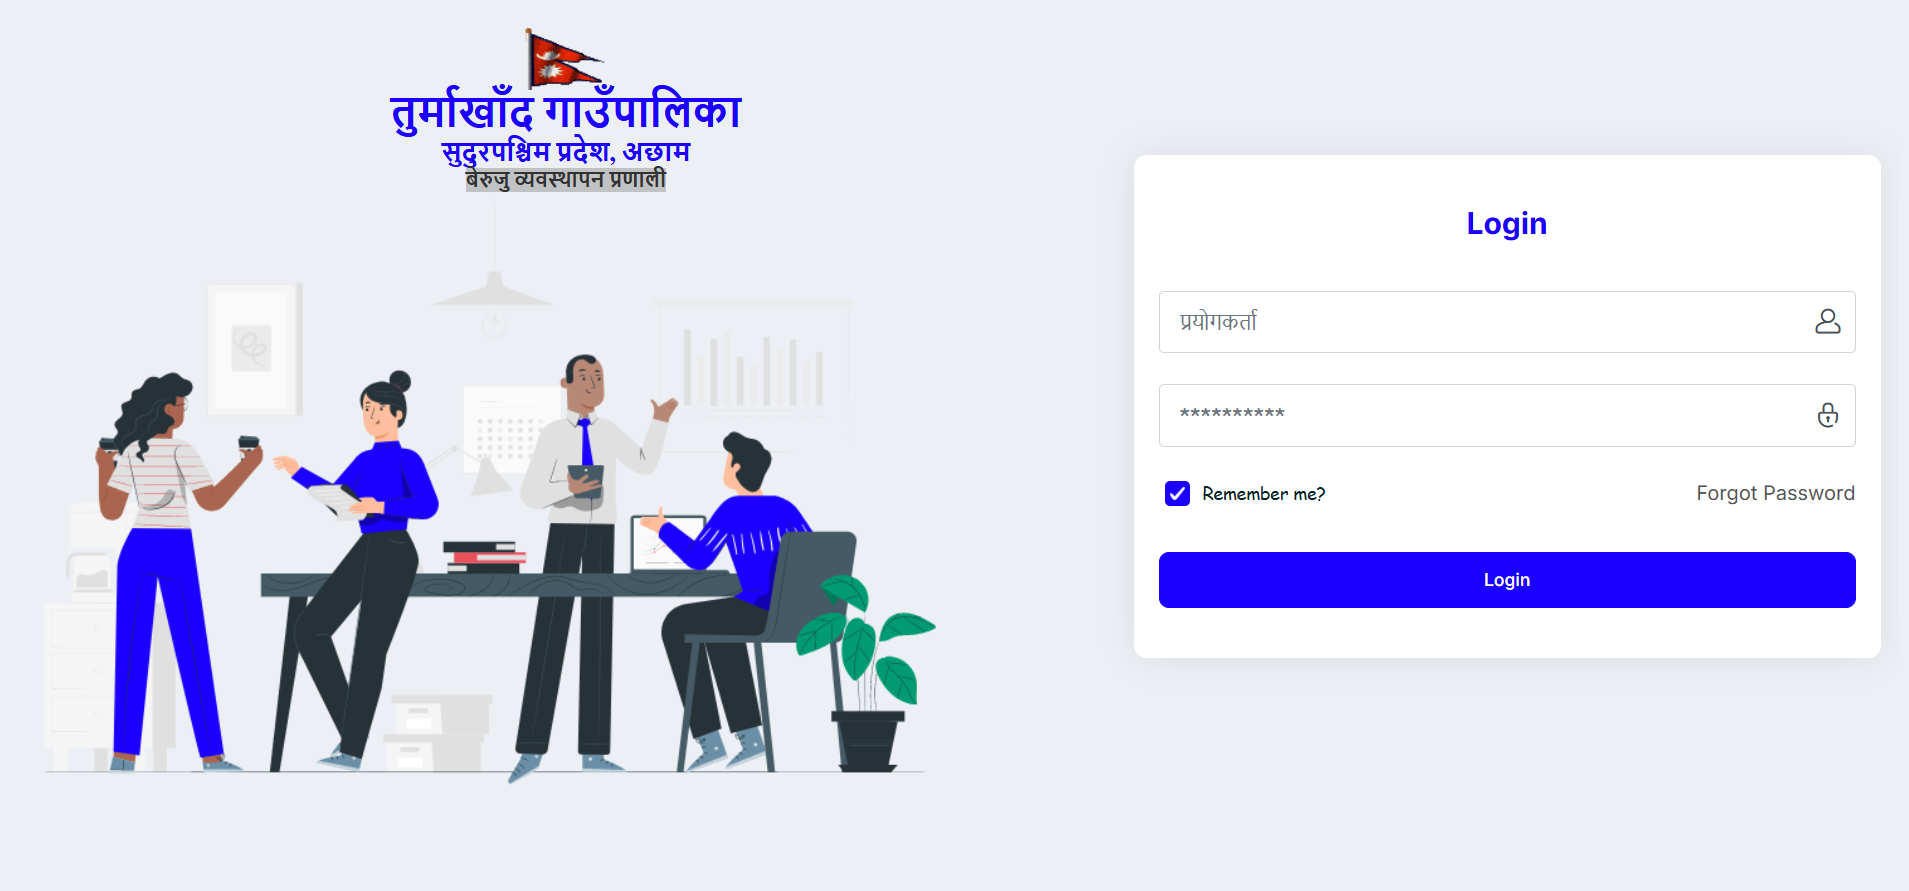 तुर्माखाँद गाउँपालिका
सुदुरपश्चिम प्रदेश, अछाम
बेरुजु व्यवस्थापन प्रणाली
Login
प्रयोगकर्ता
**********
Remember me?
Forgot Password
Login